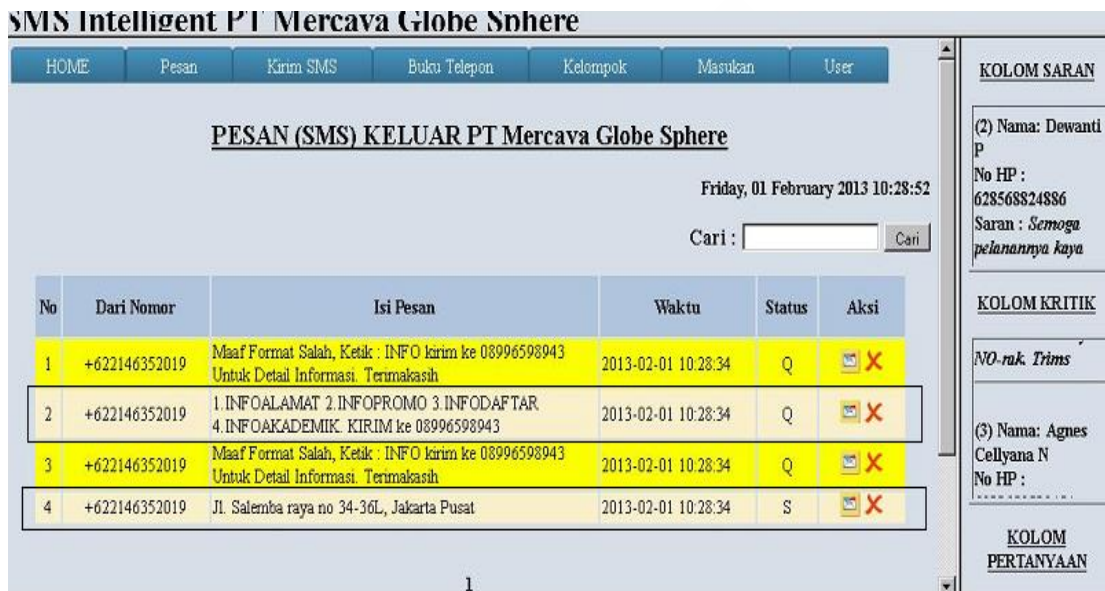 SMS Intelligent PT Mercava Globe Sphere
HOME Pesan Kirim SMS Buku Telepon Kelompok Masukan User
PESAN (SMS) KELUAR PT Mercava Globe Sphere
Friday, 01 February 2013 10:28:52
Cari : Cari
No Dari Nomor Isi Pesan Waktu Status Aksi
1 +622146352019 Maaf Format Salah, Ketik : INFO kirim ke 08996598943 2013-02-01 10:28:34 Q
Untuk Detail Informasi. Terimakasih
2 +622146352019 1.INFOALAMAT 2.INFOPROMO 3.INFODAFTAR 2013-02-01 10:28:34 Q
4.INFOAKADEMIK. KIRIM ke 08996598943
3 +622146352019 Maaf Format Salah, Ketik : INFO kirim ke 08996598943 2013-02-01 10:28:34 Q
Untuk Detail Informasi. Terimakasih
4 +622146352019 Jl. Salemba raya no 34-36L, Jakarta Pusat 2013-02-01 10:28:34 S
1
KOLOM SARAN
(2) Nama: Dewanti
P
No HP :
628568824886
Saran : Semoga
pelanannya kaya
KOLOM KRITIK
NO-rak. Trims
(3) Nama: Agnes
Cellyana N
No HP :
KOLOM
PERTANYAAN